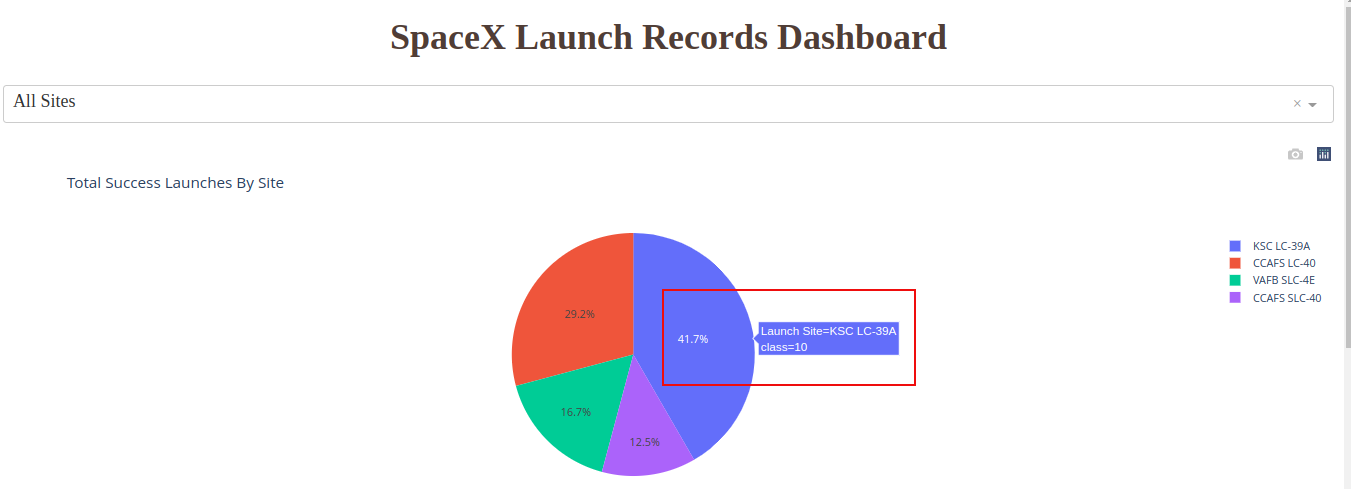 SpaceX Launch Records Dashboard
All Sites
×
Total Success Launches By Site
KSC LC-39A
CCAFS LC-40
VAFB SLC-4E
CCAFS SLC-40
29.2%
41.7%
Launch Site=KSC LC-39A
class=10
16.7%
12.5%